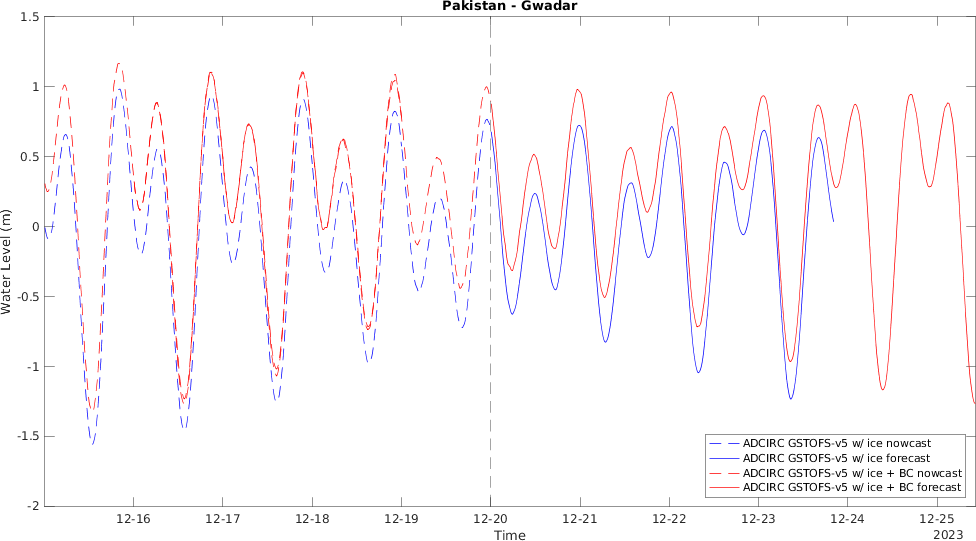 Pakistan - Gwadar
Water Level (m)
1.5
1
0.5
0
-0.5
-1
-1.5
-2
12-16
12-17
12-18
12-19
12-20
12-21
12-22
12-23
12-24
12-25
Time
2023
ADCIRC GSTOFS-v5 w/ ice nowcast
ADCIRC GSTOFS-v5 w/ ice forecast
ADCIRC GSTOFS-v5 w/ ice + BC nowcast
ADCIRC GSTOFS-v5 w/ ice + BC forecast